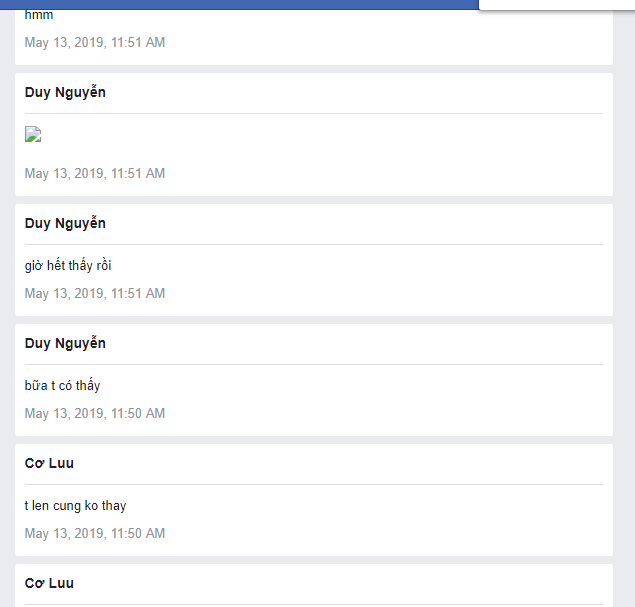 hmm
May 13, 2019, 11:51 AM
Duy Nguyễn
May 13, 2019, 11:51 AM
Duy Nguyễn
giờ hết thấy rồi
May 13, 2019, 11:51 AM
Duy Nguyễn
bữa t có thấy
May 13, 2019, 11:50 AM
Cơ Luu
t len cung ko thay
May 13, 2019, 11:50 AM
Cơ Luu